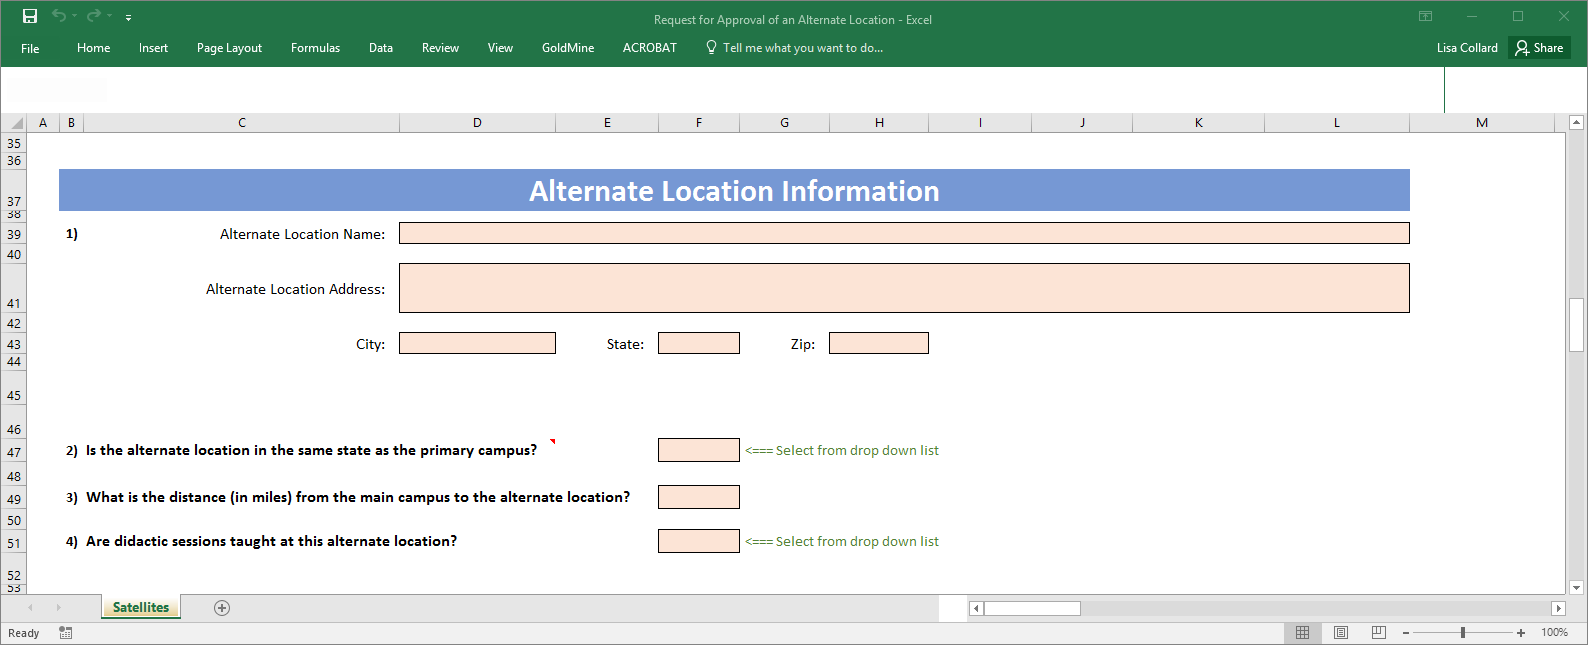 Request for Approval of an Alternate Location - Excel
File Home Insert Page Layout Formulas Data Review View GoldMine ACROBAT Tell me what you want to do... Lisa Collard Share
A B C D E F G H I J K L M
35
36
37 Alternate Location Information
38
39 1) Alternate Location Name:
40
41 Alternate Location Address:
42
43 City: State: Zip:
44
45
46
47 2) Is the alternate location in the same state as the primary campus? <=== Select from drop down list
48
49 3) What is the distance (in miles) from the main campus to the alternate location?
50
51 4) Are didactic sessions taught at this alternate location? <=== Select from drop down list
52
53
Satellites
Ready 100%